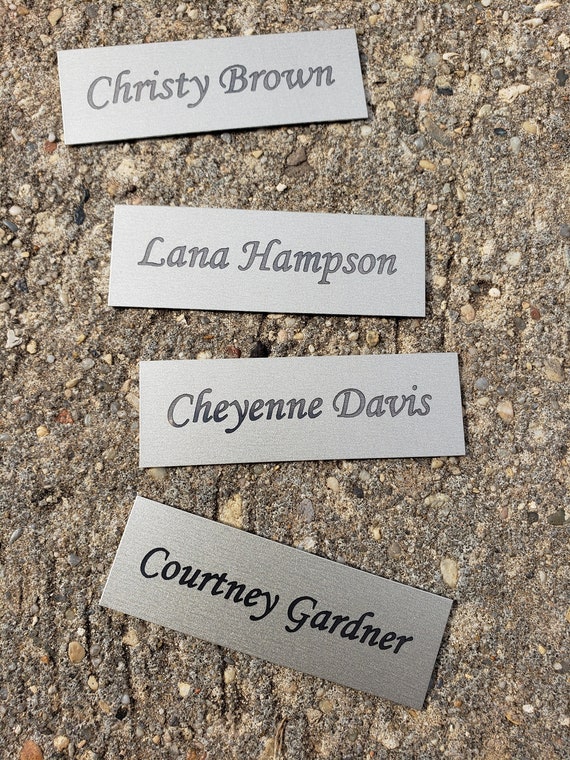 Christy Brown
Lana Hampson
Cheyenne Davis
Courtney Gardner